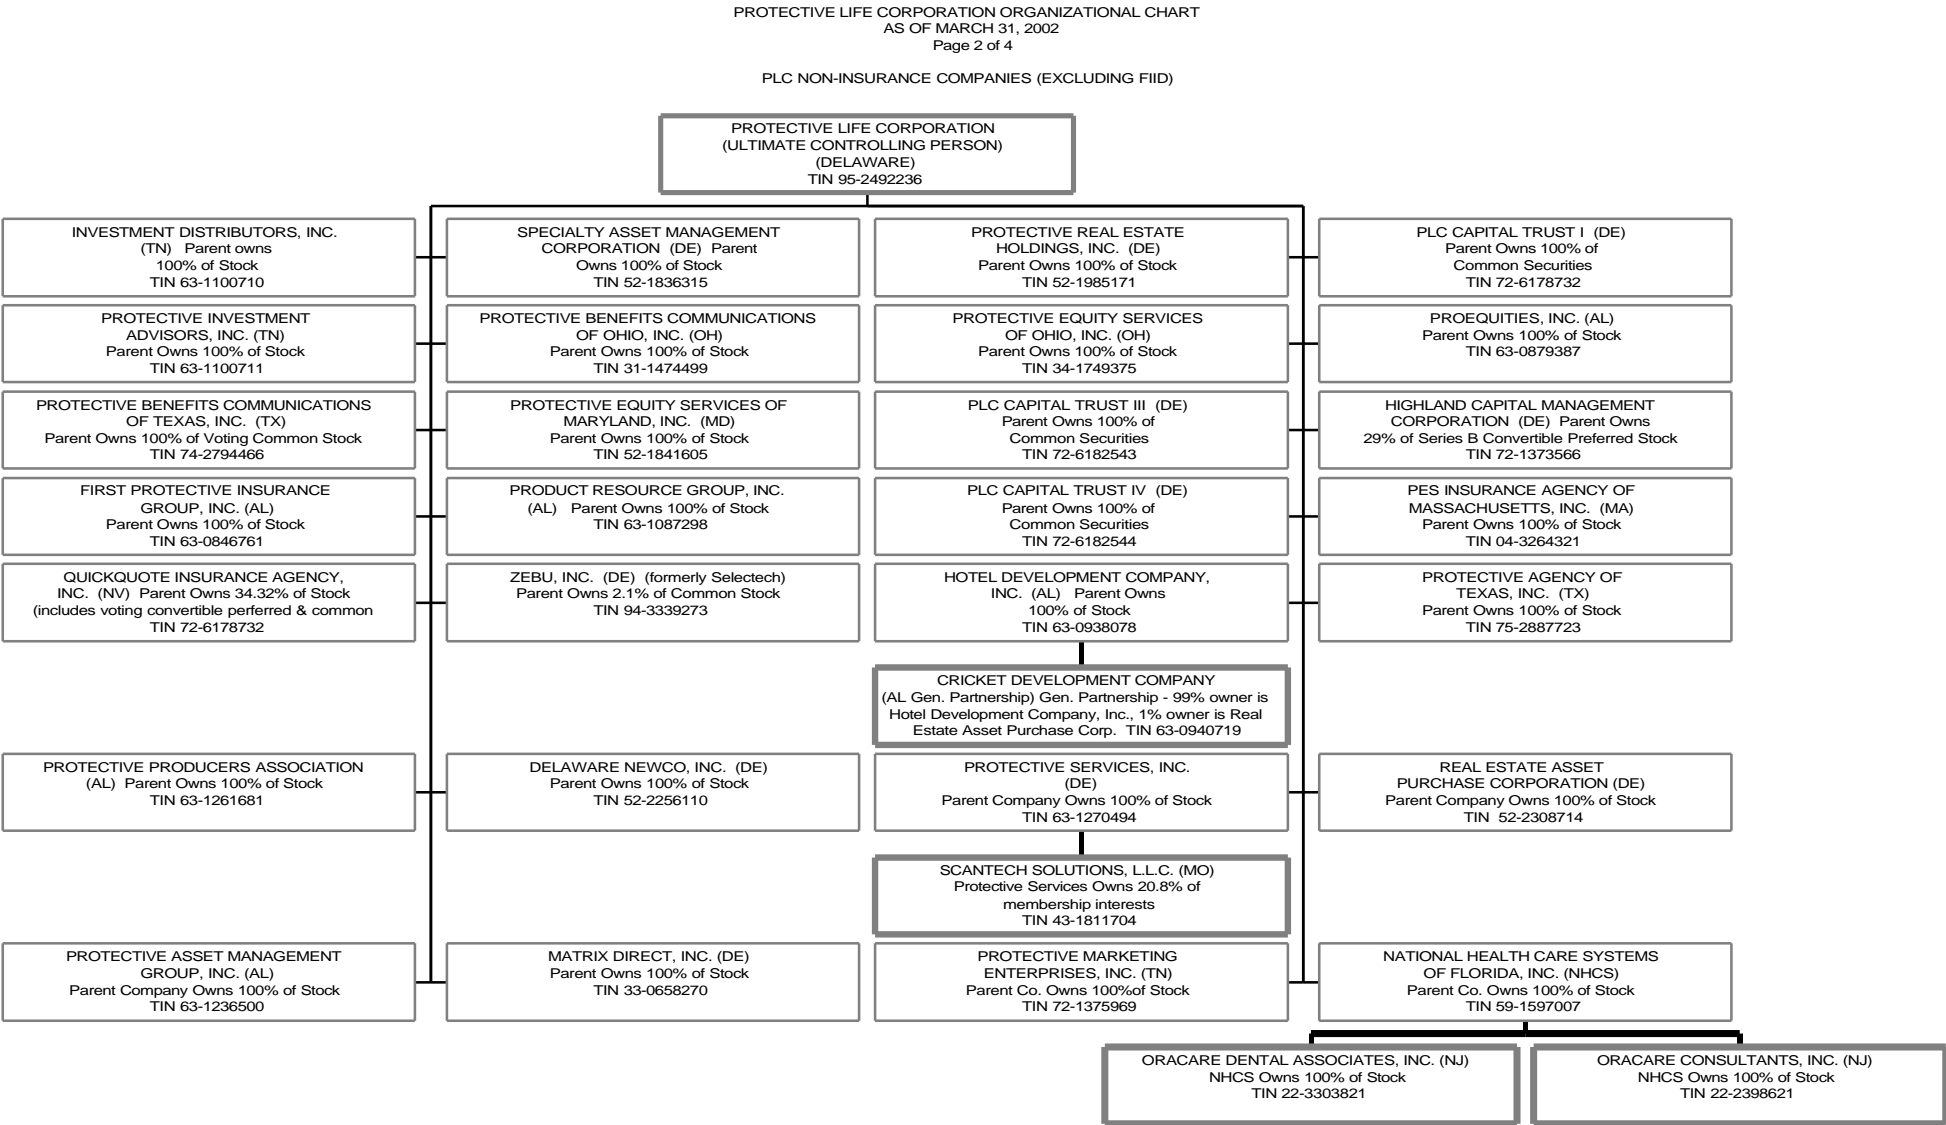 PROTECTIVE LIFE CORPORATION ORGANIZATIONAL CHART
AS OF MARCH 31, 2002
Page 2 of 4
PLC NON-INSURANCE COMPANIES (EXCLUDING FIID)
PROTECTIVE LIFE CORPORATION
(ULTIMATE CONTROLLING PERSON)
(DELAWARE)
TIN 95-2492236
INVESTMENT DISTRIBUTORS, INC.
(TN) Parent owns
100% of Stock
TIN 63-1100710
SPECIALTY ASSET MANAGEMENT
CORPORATION (DE) Parent
Owns 100% of Stock
TIN 52-1836315
PROTECTIVE REAL ESTATE
HOLDINGS, INC. (DE)
Parent Owns 100% of Stock
TIN 52-1985171
PLC CAPITAL TRUST I (DE)
Parent Owns 100% of
Common Securities
TIN 72-6178732
PROTECTIVE INVESTMENT
ADVISORS, INC. (TN)
Parent Owns 100% of Stock
TIN 63-1100711
PROTECTIVE BENEFITS COMMUNICATIONS
OF OHIO, INC. (OH)
Parent Owns 100% of Stock
TIN 31-1474499
PROTECTIVE EQUITY SERVICES
OF OHIO, INC. (OH)
Parent Owns 100% of Stock
TIN 34-1749375
PROEQUITIES, INC. (AL)
Parent Owns 100% of Stock
TIN 63-0879387
PROTECTIVE BENEFITS COMMUNICATIONS
OF TEXAS, INC. (TX)
Parent Owns 100% of Voting Common Stock
TIN 74-2794466
PROTECTIVE EQUITY SERVICES OF
MARYLAND, INC. (MD)
Parent Owns 100% of Stock
TIN 52-1841605
PLC CAPITAL TRUST III (DE)
Parent Owns 100% of
Common Securities
TIN 72-6182543
HIGHLAND CAPITAL MANAGEMENT
CORPORATION (DE) Parent Owns
29% of Series B Convertible Preferred Stock
TIN 72-1373566
FIRST PROTECTIVE INSURANCE
GROUP, INC. (AL)
Parent Owns 100% of Stock
TIN 63-0846761
PRODUCT RESOURCE GROUP, INC.
(AL) Parent Owns 100% of Stock
TIN 63-1087298
PLC CAPITAL TRUST IV (DE)
Parent Owns 100% of
Common Securities
TIN 72-6182544
PES INSURANCE AGENCY OF
MASSACHUSETTS, INC. (MA)
Parent Owns 100% of Stock
TIN 04-3264321
QUICKQUOTE INSURANCE AGENCY,
INC. (NV) Parent Owns 34.32% of Stock
(includes voting convertible perferred & common
TIN 72-6178732
ZEBU, INC. (DE) (formerly Selectech)
Parent Owns 2.1% of Common Stock
TIN 94-3339273
HOTEL DEVELOPMENT COMPANY,
INC. (AL) Parent Owns
100% of Stock
TIN 63-0938078
PROTECTIVE AGENCY OF
TEXAS, INC. (TX)
Parent Owns 100% of Stock
TIN 75-2887723
CRICKET DEVELOPMENT COMPANY
(AL Gen. Partnership) Gen. Partnership - 99% owner is
Hotel Development Company, Inc., 1% owner is Real
Estate Asset Purchase Corp. TIN 63-0940719
PROTECTIVE PRODUCERS ASSOCIATION
(AL) Parent Owns 100% of Stock
TIN 63-1261681
DELAWARE NEWCO, INC. (DE)
Parent Owns 100% of Stock
TIN 52-2256110
PROTECTIVE SERVICES, INC.
(DE)
Parent Company Owns 100% of Stock
TIN 63-1270494
REAL ESTATE ASSET
PURCHASE CORPORATION (DE)
Parent Company Owns 100% of Stock
TIN 52-2308714
SCANTECH SOLUTIONS, L.L.C. (MO)
Protective Services Owns 20.8% of
membership interests
TIN 43-1811704
PROTECTIVE ASSET MANAGEMENT
GROUP, INC. (AL)
Parent Company Owns 100% of Stock
TIN 63-1236500
MATRIX DIRECT, INC. (DE)
Parent Owns 100% of Stock
TIN 33-0658270
PROTECTIVE MARKETING
ENTERPRISES, INC. (TN)
Parent Co. Owns 100%of Stock
TIN 72-1375969
NATIONAL HEALTH CARE SYSTEMS
OF FLORIDA, INC. (NHCS)
Parent Co. Owns 100% of Stock
TIN 59-1597007
ORACARE DENTAL ASSOCIATES, INC. (NJ)
NHCS Owns 100% of Stock
TIN 22-3303821
ORACARE CONSULTANTS, INC. (NJ)
NHCS Owns 100% of Stock
TIN 22-2398621